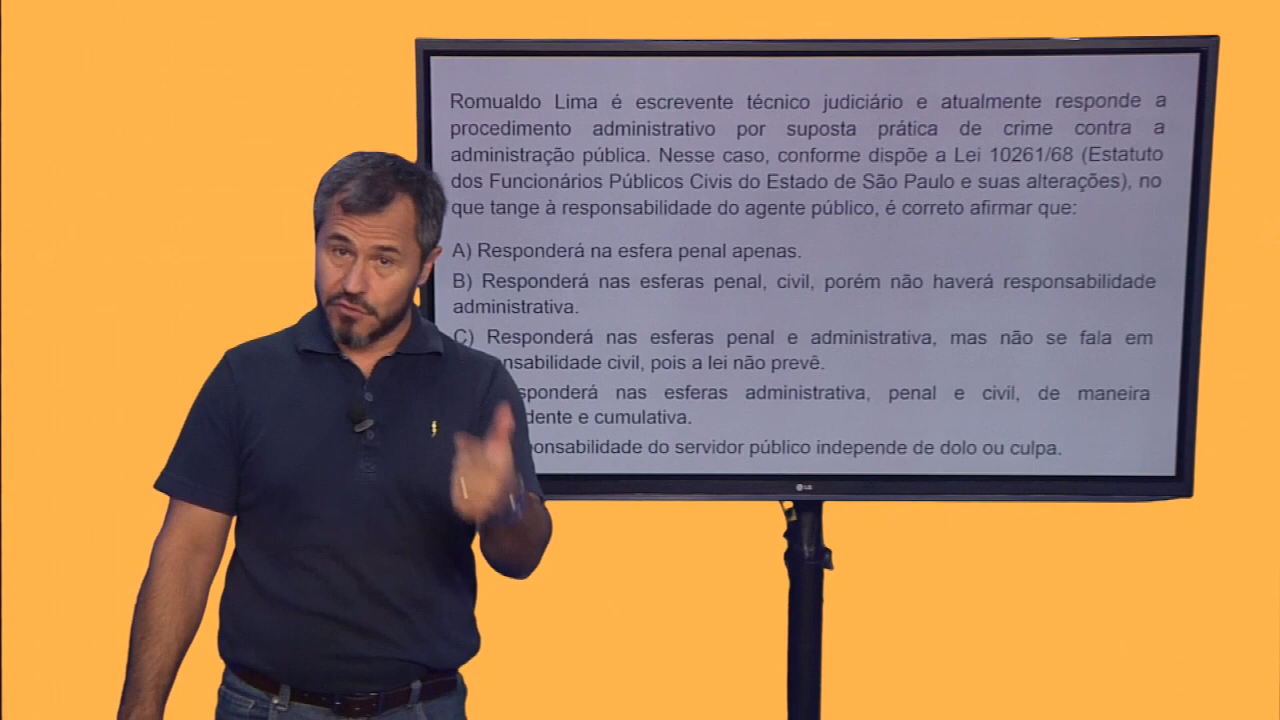 Romualdo Lima é escrevente técnico judiciário e atualmente responde a
procedimento administrativo por suposta prática de crime contra a
administração pública. Nesse caso, conforme dispõe a Lei 10261/68 (Estatuto
dos Funcionários Públicos Civis do Estado de São Paulo e suas alterações), no
que tange à responsabilidade do agente público, é correto afirmar que:
A) Responderá na esfera penal apenas.
B) Responderá nas esferas penal, civil, porém não haverá responsabilidade
administrativa.
C) Responderá nas esferas penal e administrativa, mas não se fala em
nsabilidade civil, pois a lei não prevê.
sponderá nas esferas administrativa, penal e civil, de maneira
dente e cumulativa.
onsabilidade do servidor público independe de dolo ou culpa.
LG